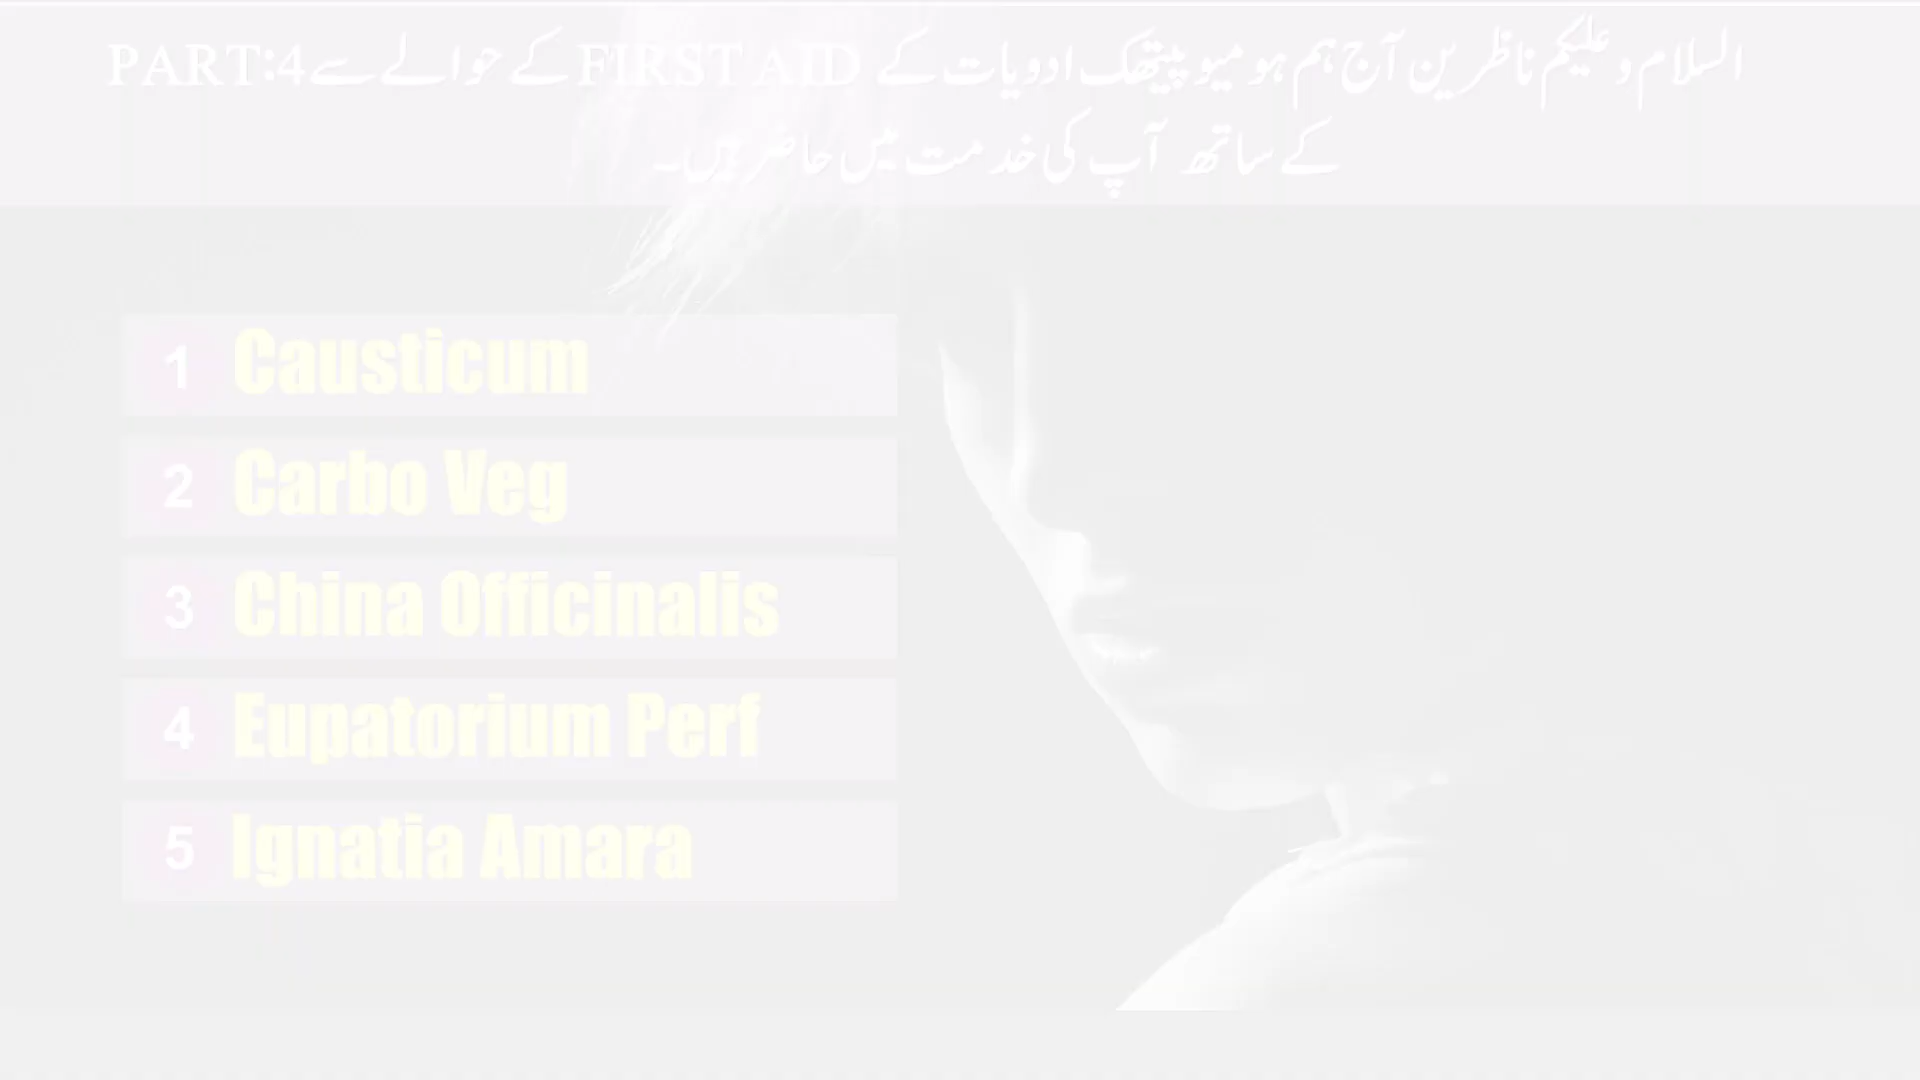 السلام و علیکم ناظرین آج ہم ہومیوپیتھک ادویات کے FIRST AID کے حوالے سے PART:4
کے ساتھ آپ کی خدمت میں حاضر ہیں۔
1 Causticum
2 Carbo Veg
3 China Officinalis
4 Eupatorium Perf
5 Ignatia Amara